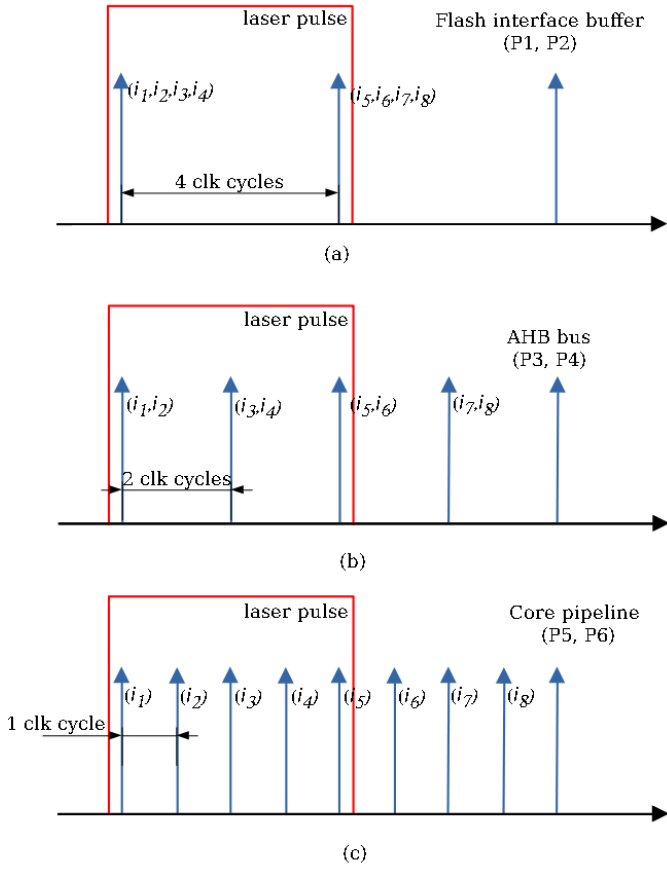 laser pulse
Flash interface buffer
(P1, P2)
(i1,i2,i3,i4)
(i5,i6,i7,i8)
4 clk cycles
(a)
laser pulse
AHB bus
(P3, P4)
(i1,i2)
(i3,i4)
(i5,i6)
(i7,i8)
2 clk cycles
(b)
laser pulse
Core pipeline
(P5, P6)
(i1)
(i2)
(i3)
(i4)
(i5)
(i6)
(i7)
(i8)
1 clk cycle
(c)